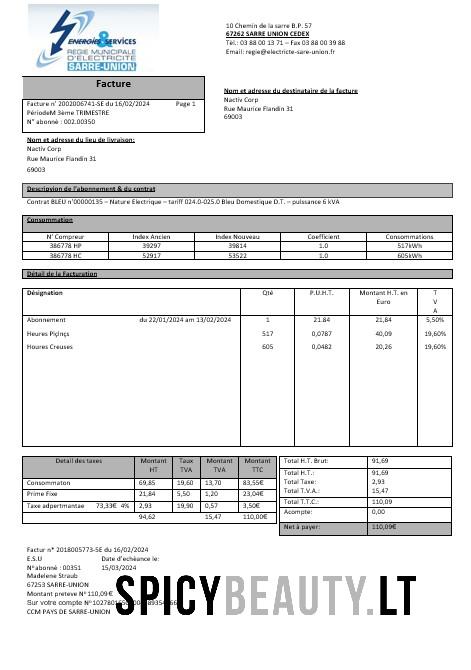 ENERGIES & SERVICES
REGIE MUNICIPALE
D'ELECTRICITE
SARRE-UNION
10 Chemin de la sarre B.P. 57
67262 SARRE UNION CEDEX
Tel.: 03 88 00 13 71 – Fax 03 88 00 39 88
Email: regie@electricte-sare-union.fr
Facture
Facture n° 2002006741-SE du 16/02/2024 Page 1
PériodeM 3ème TRIMESTRE
N° abonné : 002.00350
Nom et adresse du destinataire de la facture
Nactiv Corp
Rue Maurice Flandin 31
69003
Nom et adresse du lieu de livraison:
Nactiv Corp
Rue Maurice Flandin 31
69003
Descripvion de l'abonnement & du contrat
Contrat BLEU n°00000135 – Nature Electrique – tariff 024.0-025.0 Bleu Domestique D.T. – puissance 6 kVA
Consommation
N° Compreur Index Ancien Index Nouveau Coefficient Consommations
386778 HP 39297 39814 1.0 517kWh
386778 HC 52917 53522 1.0 605kWh
Détail de la Facturation
Désignation Qté P.U.H.T. Montant H.T. en Euro T V A
Abonnement du 22/01/2024 am 13/02/2024 1 21.84 21,84 5,50%
Heures Piçinçs 517 0,0787 40,09 19,60%
Houres Creuses 605 0,0482 20,26 19,60%
Detail des taxes Montant HT Taux TVA Montant TVA Montant TTC
Consommaton 69,85 19,60 13,70 83,55€
Prime Fixe 21,84 5,50 1,20 23,04€
Taxe adpertmantae 73,33€ 4% 2,93 19,90 0,57 3,50€
94,62 15,47 110,00€
Total H.T. Brut: 91,69
Total H.T.: 91,69
Total Taxe: 2,93
Total T.V.A.: 15,47
Total T.T.C.: 110,09
Acompte: 0,00
Net à payer: 110,09€
Factur n° 2018005773-SE du 16/02/2024
E.S.U Date d'echèance le:
N°abonné : 00351 15/03/2024
Madelene Straub
67253 SARRE-UNION
Montant preteve N°110,09€
Sur votre compte N°
CCM PAYS DE SARRE-UNION
SPICYBEAUTY.LT